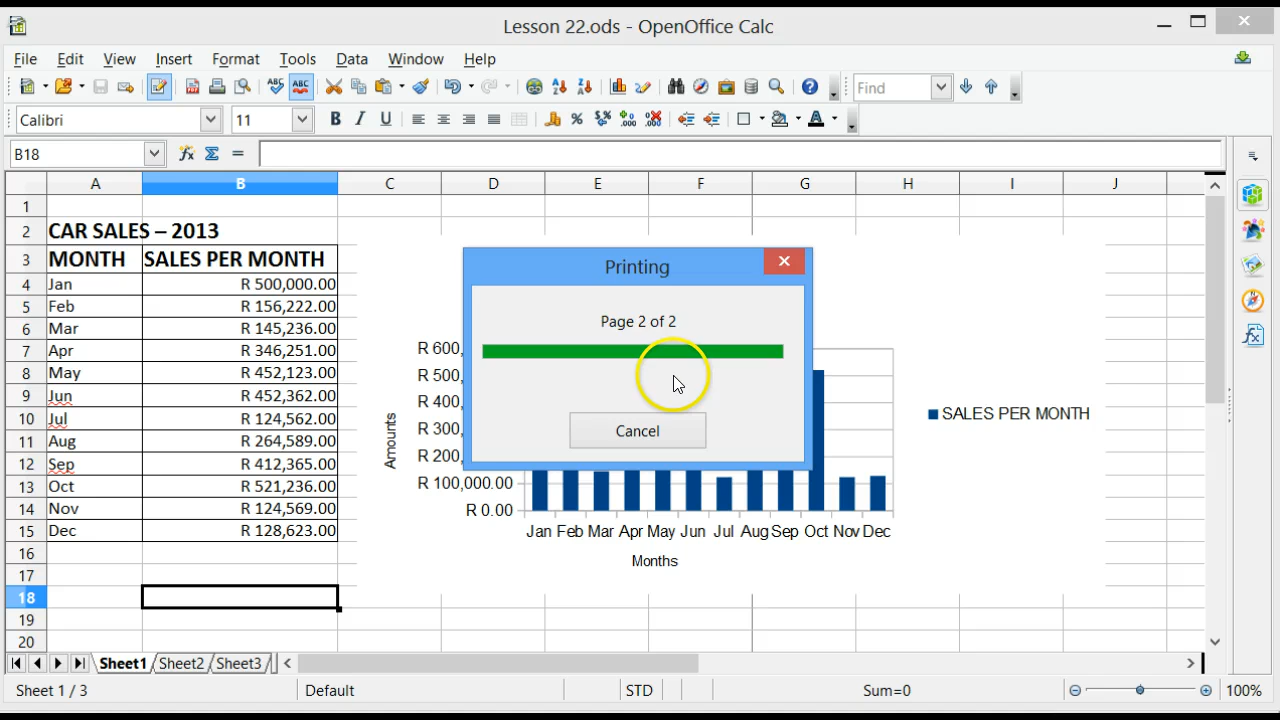 Lesson 22.ods - OpenOffice Calc
File Edit View Insert Format Tools Data Window Help
Find
Calibri 11
B18
A B C D E F G H I J
1
2 CAR SALES – 2013
3 MONTH SALES PER MONTH
4 Jan R 500,000.00
5 Feb R 156,222.00
6 Mar R 145,236.00
7 Apr R 346,251.00
8 May R 452,123.00
9 Jun R 452,362.00
10 Jul R 124,562.00
11 Aug R 264,589.00
12 Sep R 412,365.00
13 Oct R 521,236.00
14 Nov R 124,569.00
15 Dec R 128,623.00
16
17
18
19
20
Printing
Page 2 of 2
Cancel
R 600,
R 500,
R 400,
R 300,
R 200,
R 100,000.00
R 0.00
Amounts
Jan Feb Mar Apr May Jun Jul Aug Sep Oct Nov Dec
Months
SALES PER MONTH
Sheet1 Sheet2 Sheet3
Sheet 1 / 3 Default STD Sum=0 100%